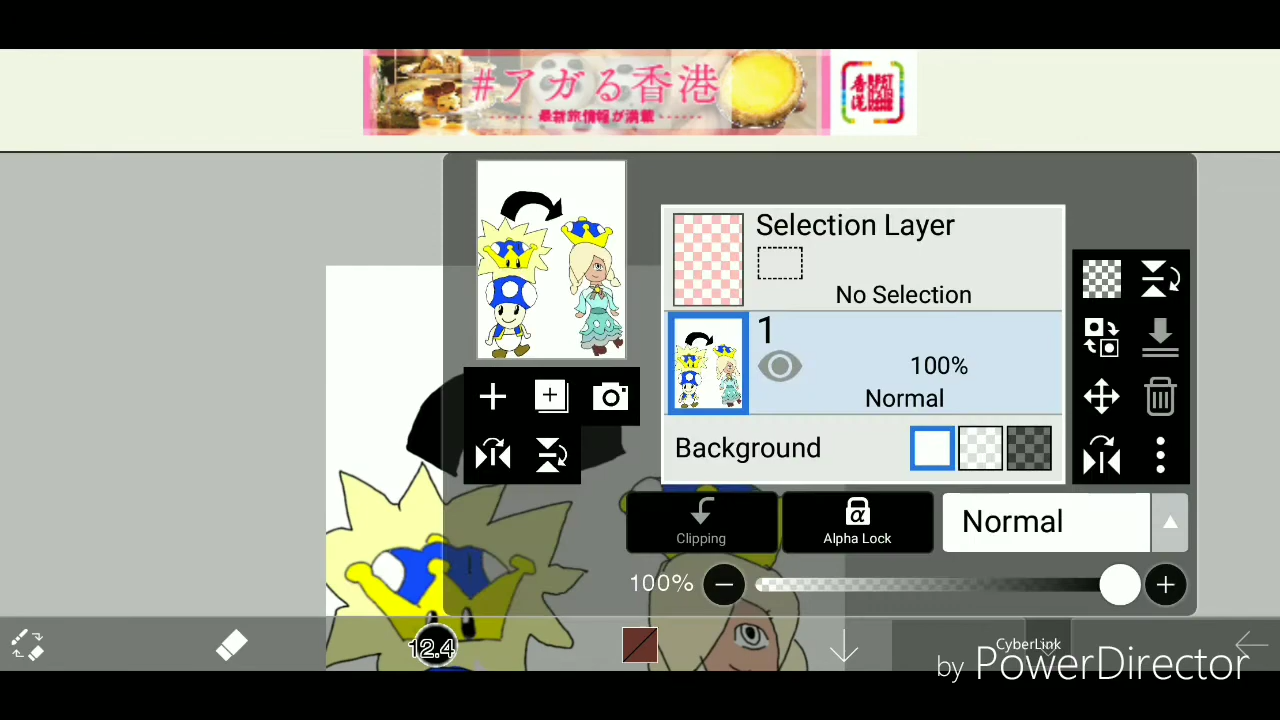 #アガる香港
最新旅情報が満載
Selection Layer
No Selection
1
100%
Normal
Background
Clipping
Alpha Lock
Normal
α
100%
12.4
CyberLink
by PowerDirector